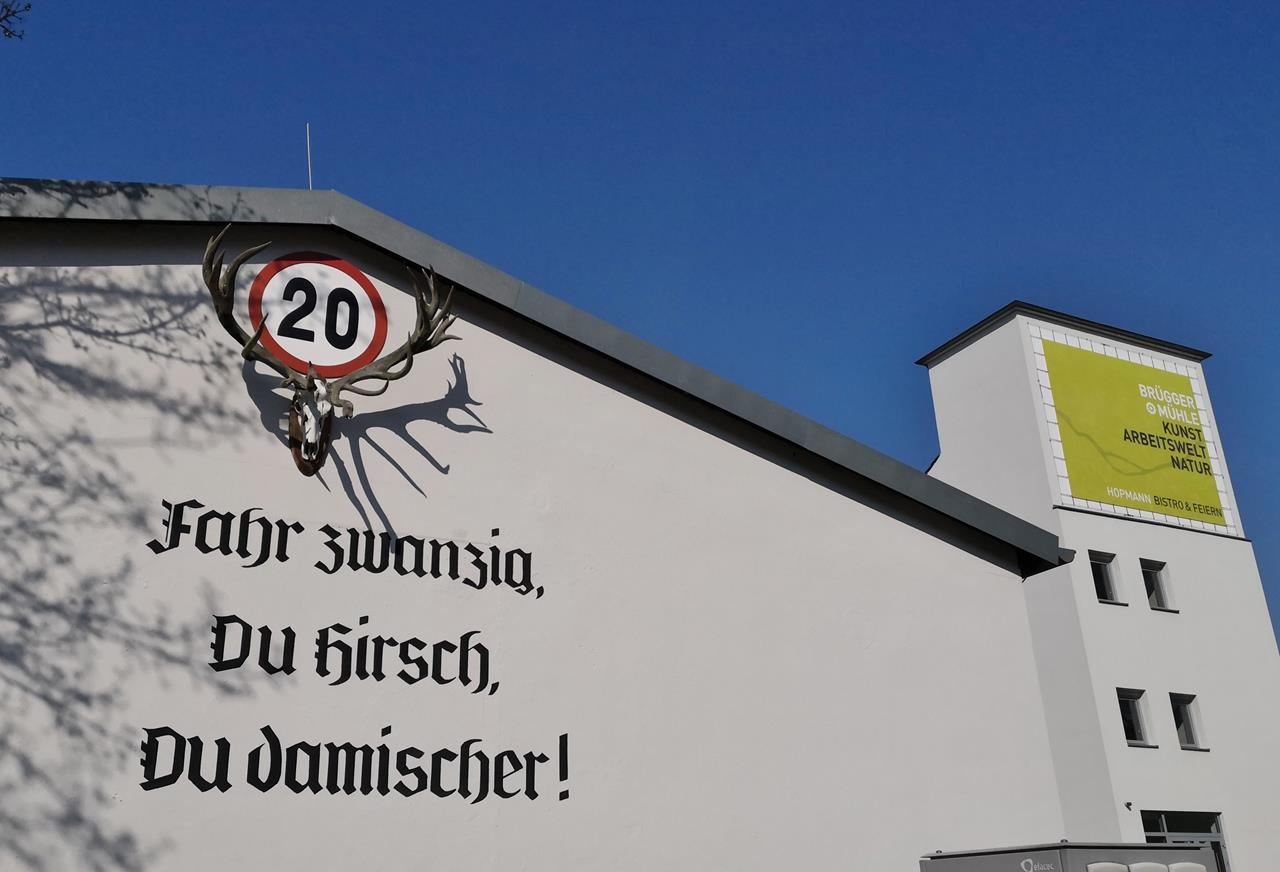 20
Fahr zwanzig,
Du Hirsch,
Du damischer!
BRÜGGER
MÜHLE
KUNST
ARBEITSWELT
NATUR
HOPMANN BISTRO & FEIERN